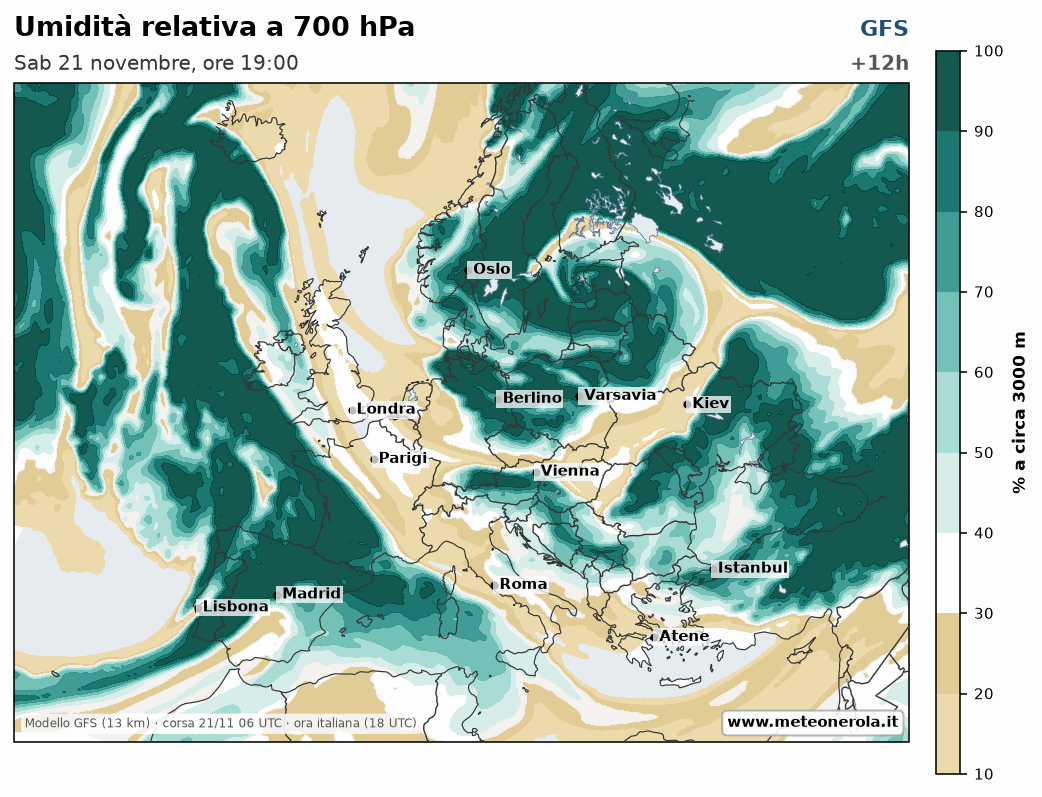 Umidità relativa a 700 hPa
GFS
Sab 21 novembre, ore 19:00
+12h
100
90
80
70
60
50
40
30
20
10
% a circa 3000 m
Oslo
Berlino
Varsavia
Kiev
Londra
Parigi
Vienna
Istanbul
Roma
Madrid
Lisbona
Atene
Modello GFS (13 km) · corsa 21/11 06 UTC · ora italiana (18 UTC)
www.meteonerola.it